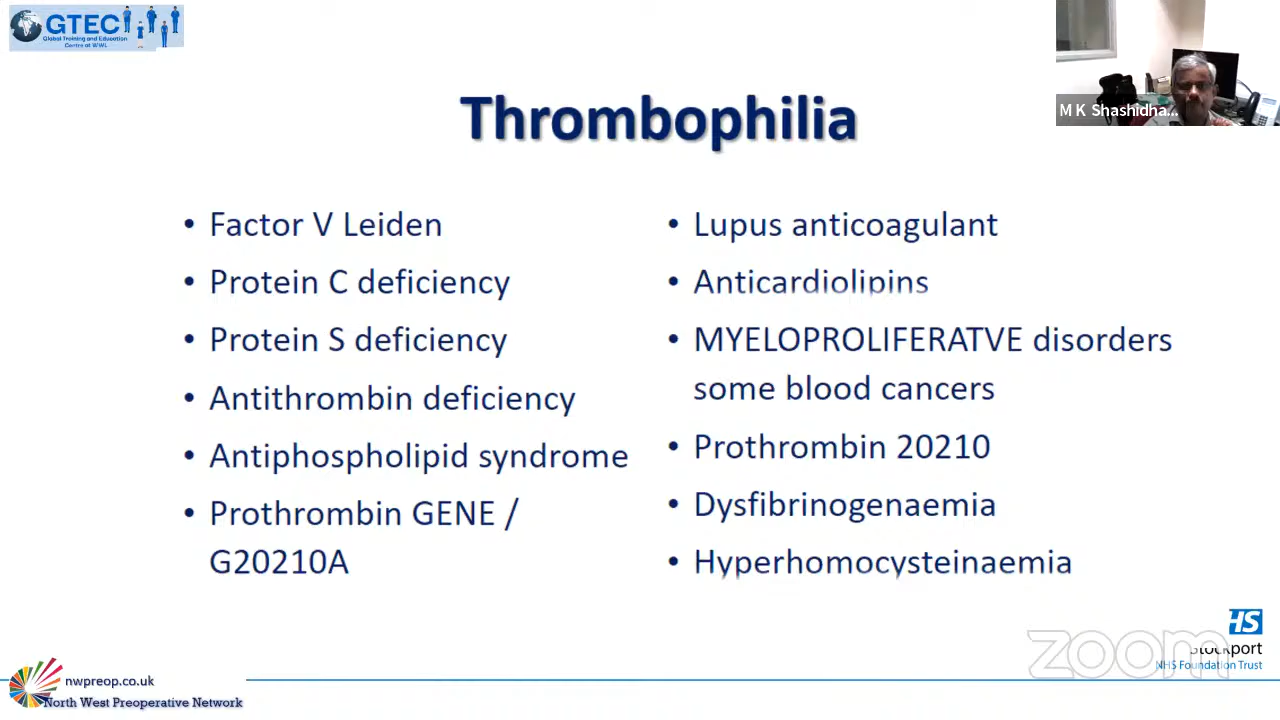 GTEC
Global Training and Education
Centre at WWL
M K Shashidha...
Thrombophilia
• Factor V Leiden
• Protein C deficiency
• Protein S deficiency
• Antithrombin deficiency
• Antiphospholipid syndrome
• Prothrombin GENE /
G20210A
• Lupus anticoagulant
• Anticardiolipins
• MYELOPROLIFERATVE disorders
some blood cancers
• Prothrombin 20210
• Dysfibrinogenaemia
• Hyperhomocysteinaemia
HS
zoom
Stockport
NHS Foundation Trust
nwpreop.co.uk
North West Preoperative Network